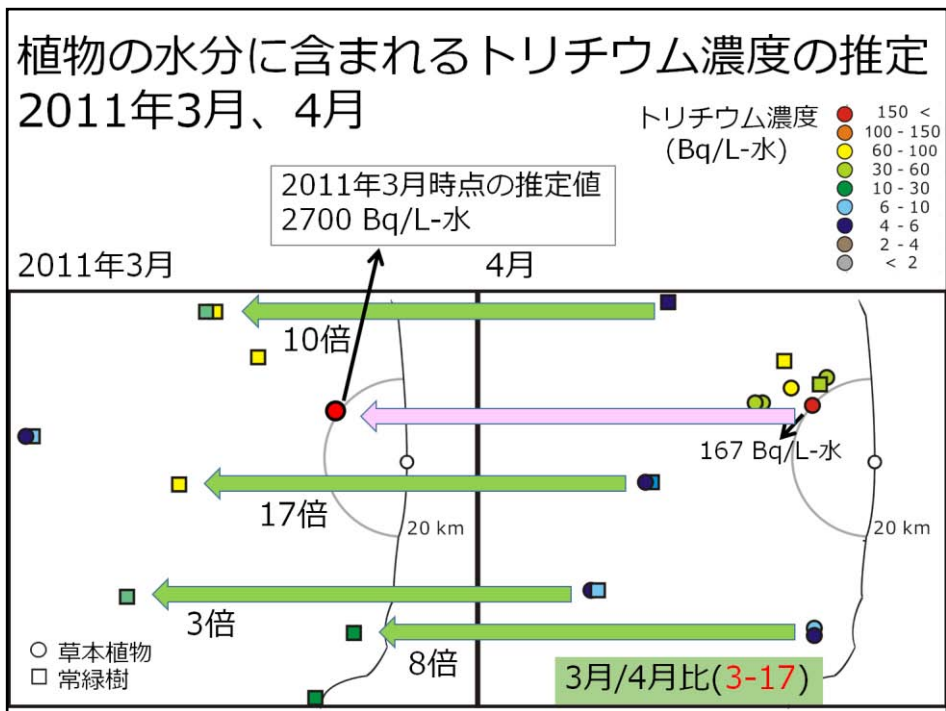 植物の水分に含まれるトリチウム濃度の推定
2011年3月、4月
トリチウム濃度
(Bq/L-水)
150 <
100 - 150
60 - 100
30 - 60
10 - 30
6 - 10
4 - 6
2 - 4
< 2
2011年3月時点の推定値
2700 Bq/L-水
2011年3月
4月
10倍
167 Bq/L-水
17倍
20 km
20 km
3倍
8倍
○ 草本植物
□ 常緑樹
3月/4月比(3-17)